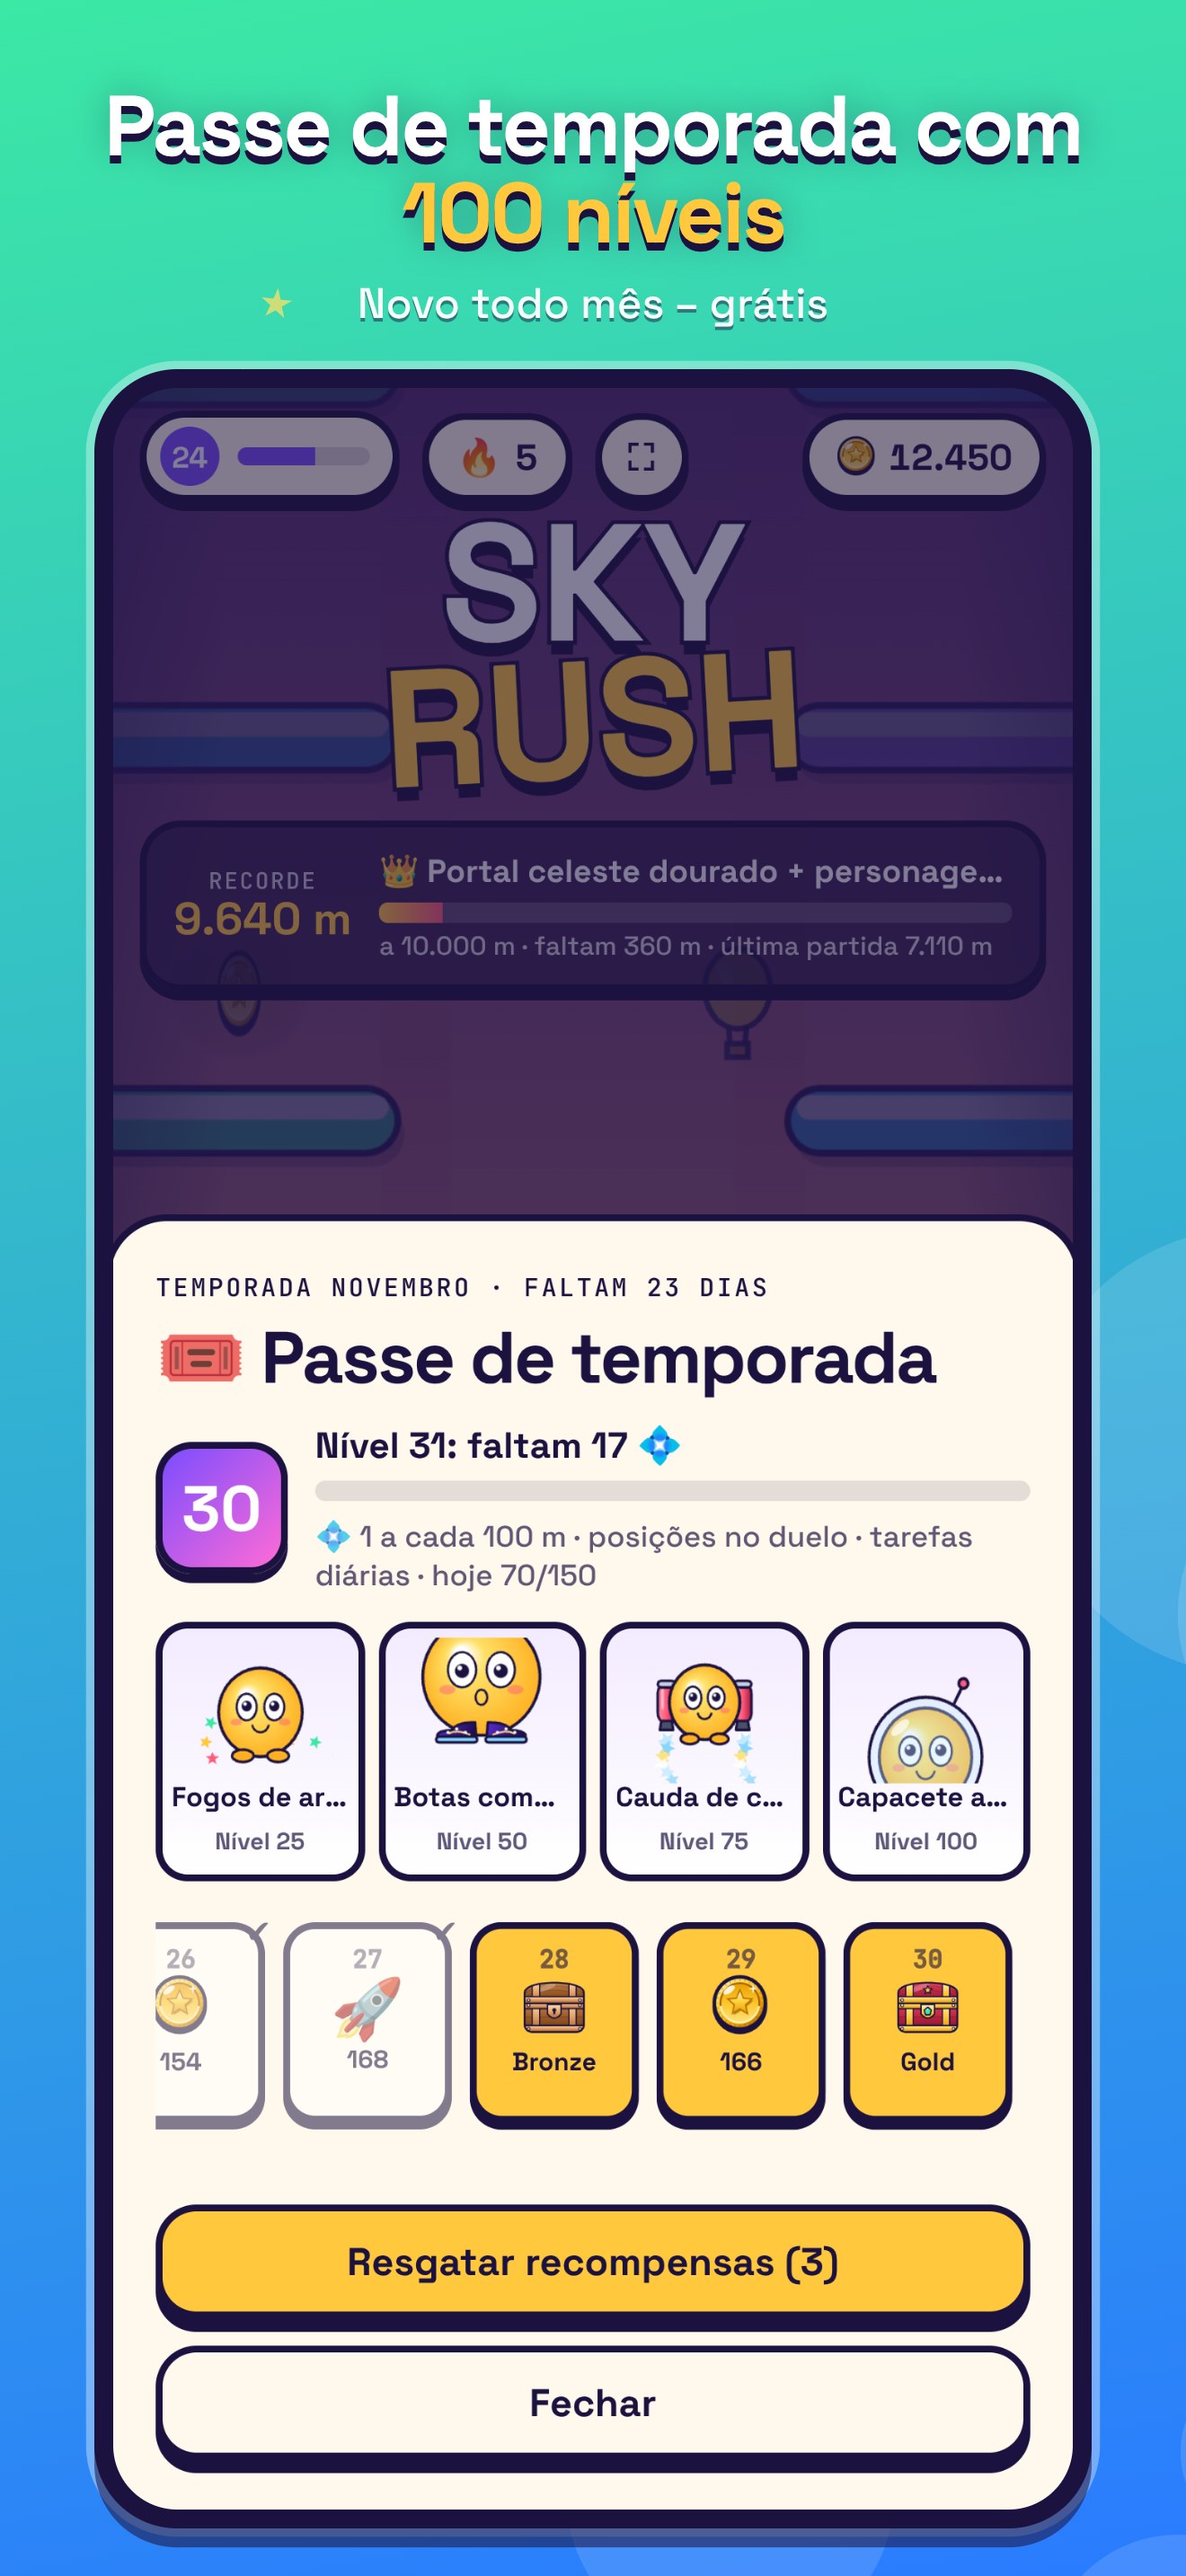 Passe de temporada com
100 níveis
Novo todo mês – grátis
24
5
12.450
SKY
RUSH
RECORDE
9.640 m
Portal celeste dourado + personage...
a 10.000 m · faltam 360 m · última partida 7.110 m
TEMPORADA NOVEMBRO · FALTAM 23 DIAS
Passe de temporada
30
Nível 31: faltam 17
1 a cada 100 m · posições no duelo · tarefas
diárias · hoje 70/150
Fogos de ar...
Nível 25
Botas com...
Nível 50
Cauda de c...
Nível 75
Capacete a...
Nível 100
26
154
27
168
28
Bronze
29
166
30
Gold
Resgatar recompensas (3)
Fechar